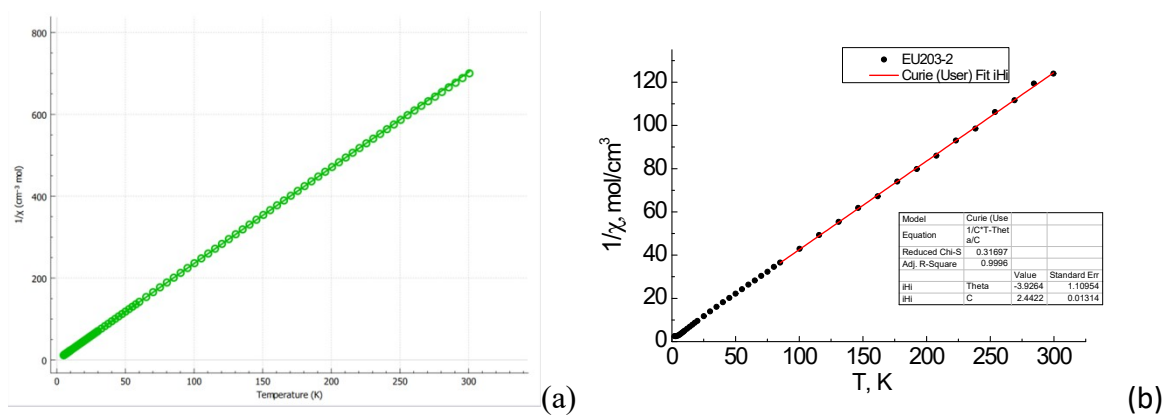 800
600
400
200
0
1/χ (cm⁻³ mol)
0 50 100 150 200 250 300
Temperature (K)
(a)
EU203-2
Curie (User) Fit iHi
120
100
80
60
40
20
0
1/χ, mol/cm³
Model Curie (Use
Equation 1/C*T-Thet
a/C
Reduced Chi-S 0.31697
Adj. R-Square 0.9996
Value Standard Err
iHi Theta -3.9264 1.10954
iHi C 2.4422 0.01314
0 50 100 150 200 250 300
T, K
(b)